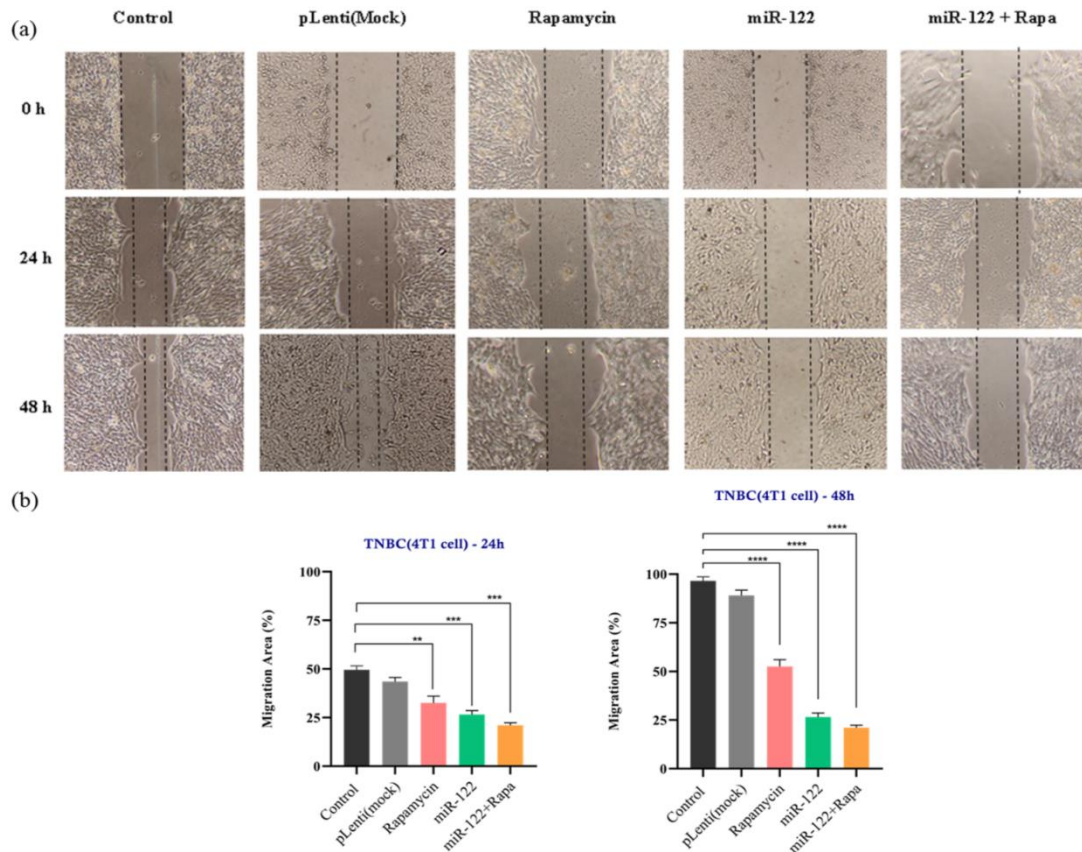 (a)
Control pLenti(Mock) Rapamycin miR-122 miR-122 + Rapa
0 h
24 h
48 h
(b)
TNBC(4T1 cell) - 24h
Migration Area (%)
100
75
50
25
0
**
***
***
Control
pLenti(mock)
Rapamycin
miR-122
miR-122+Rapa
TNBC(4T1 cell) - 48h
Migration Area (%)
100
75
50
25
0
****
****
****
Control
pLenti(mock)
Rapamycin
miR-122
miR-122+Rapa